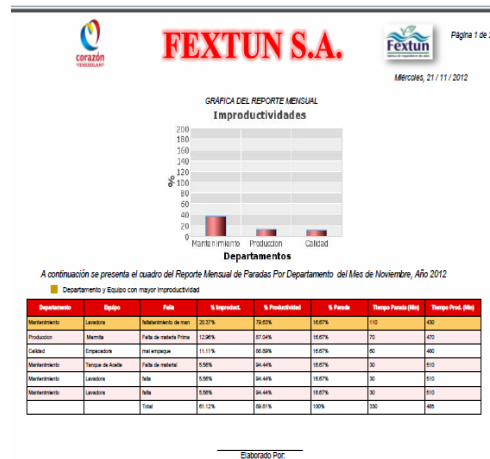 corazón
VENEZOLANO
FEXTUN S.A.
Fextun
Página 1 de 2
Miércoles, 21 / 11 / 2012
GRÁFICA DEL REPORTE MENSUAL
Improductividades
200
180
160
140
120
100
80
60
40
20
0
%
Mantenimiento Produccion Calidad
Departamentos
A continuación se presenta el cuadro del Reporte Mensual de Paradas Por Departamento del Mes de Noviembre, Año 2012
Departamento y Equipo con mayor Improductividad
Departamento Equipo Falla % Improduct. % Productividad % Parada Tiempo Parada (Min) Tiempo Prod. (Min)
Mantenimiento Lavadora de man 20.37% 79.63% 16.67% 110 430
Produccion Marmita Falta de materia Prima 12.96% 87.04% 16.67% 70 470
Calidad Empacadora mal empaque 11.11% 88.89% 16.67% 60 480
Mantenimiento Tanque de Aceite Falta de material 5.56% 94.44% 16.67% 30 510
Mantenimiento Lavadora falla 5.56% 94.44% 16.67% 30 510
Mantenimiento Lavadora falla 5.56% 94.44% 16.67% 30 510
Total 61.12% 89.81% 100% 330 485
Elaborado Por: